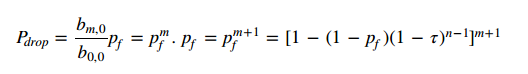 $P_{drop} = \frac{b_{m,0}}{b_{0,0}} p_f = p_f^m \cdot p_f = p_f^{m+1} = [1 - (1 - p_f)(1 - \tau)^{n-1}]^{m+1}$